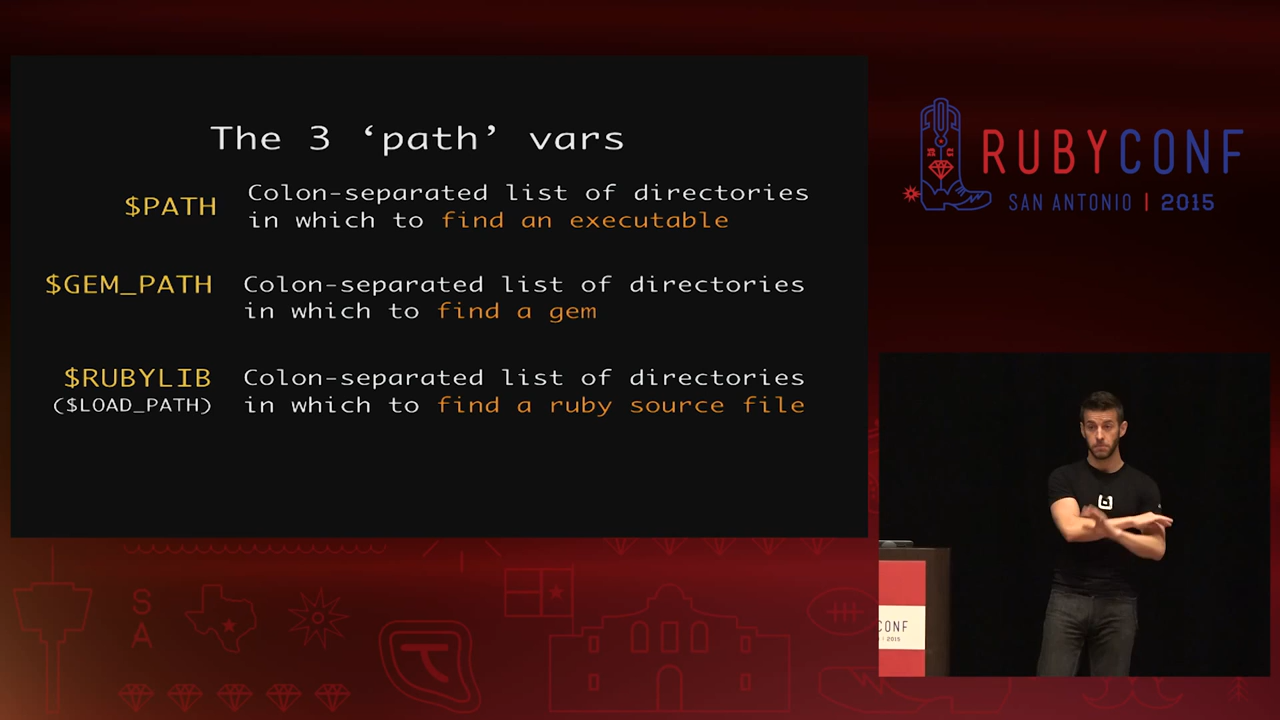 The 3 ‘path’ vars
$PATH
Colon-separated list of directories
in which to find an executable
$GEM_PATH
Colon-separated list of directories
in which to find a gem
$RUBYLIB
($LOAD_PATH)
Colon-separated list of directories
in which to find a ruby source file
RUBYCONF
SAN ANTONIO | 2015
CONF
2015
S
A